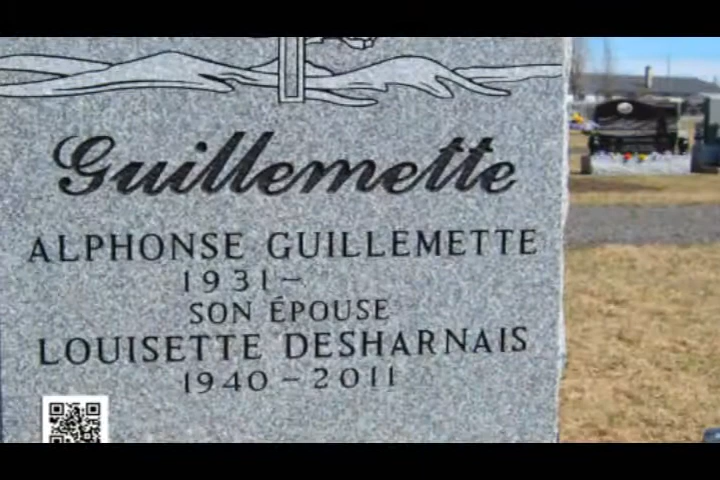 Guillemette
ALPHONSE GUILLEMETTE
1931-
SON ÉPOUSE
LOUISETTE DESHARNAIS
1940-2011